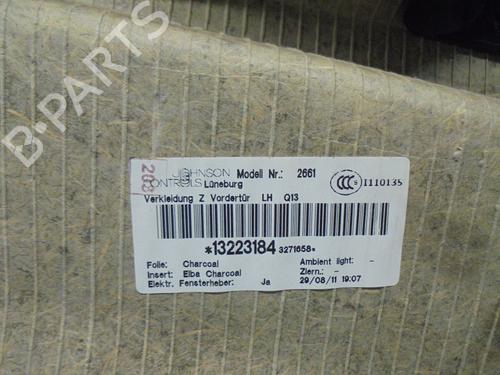 B-PARTS
203
JOHNSON CONTROLS Lüneburg Modell Nr.: 2661
CCC S I110135
Verkleidung Z Vordertür LH Q13
*13223184 3271658*
Folie: Charcoal Ambient light: -
Insert: Elba Charcoal Ziern.: -
Elektr. Fensterheber: Ja 29/08/11 19:07